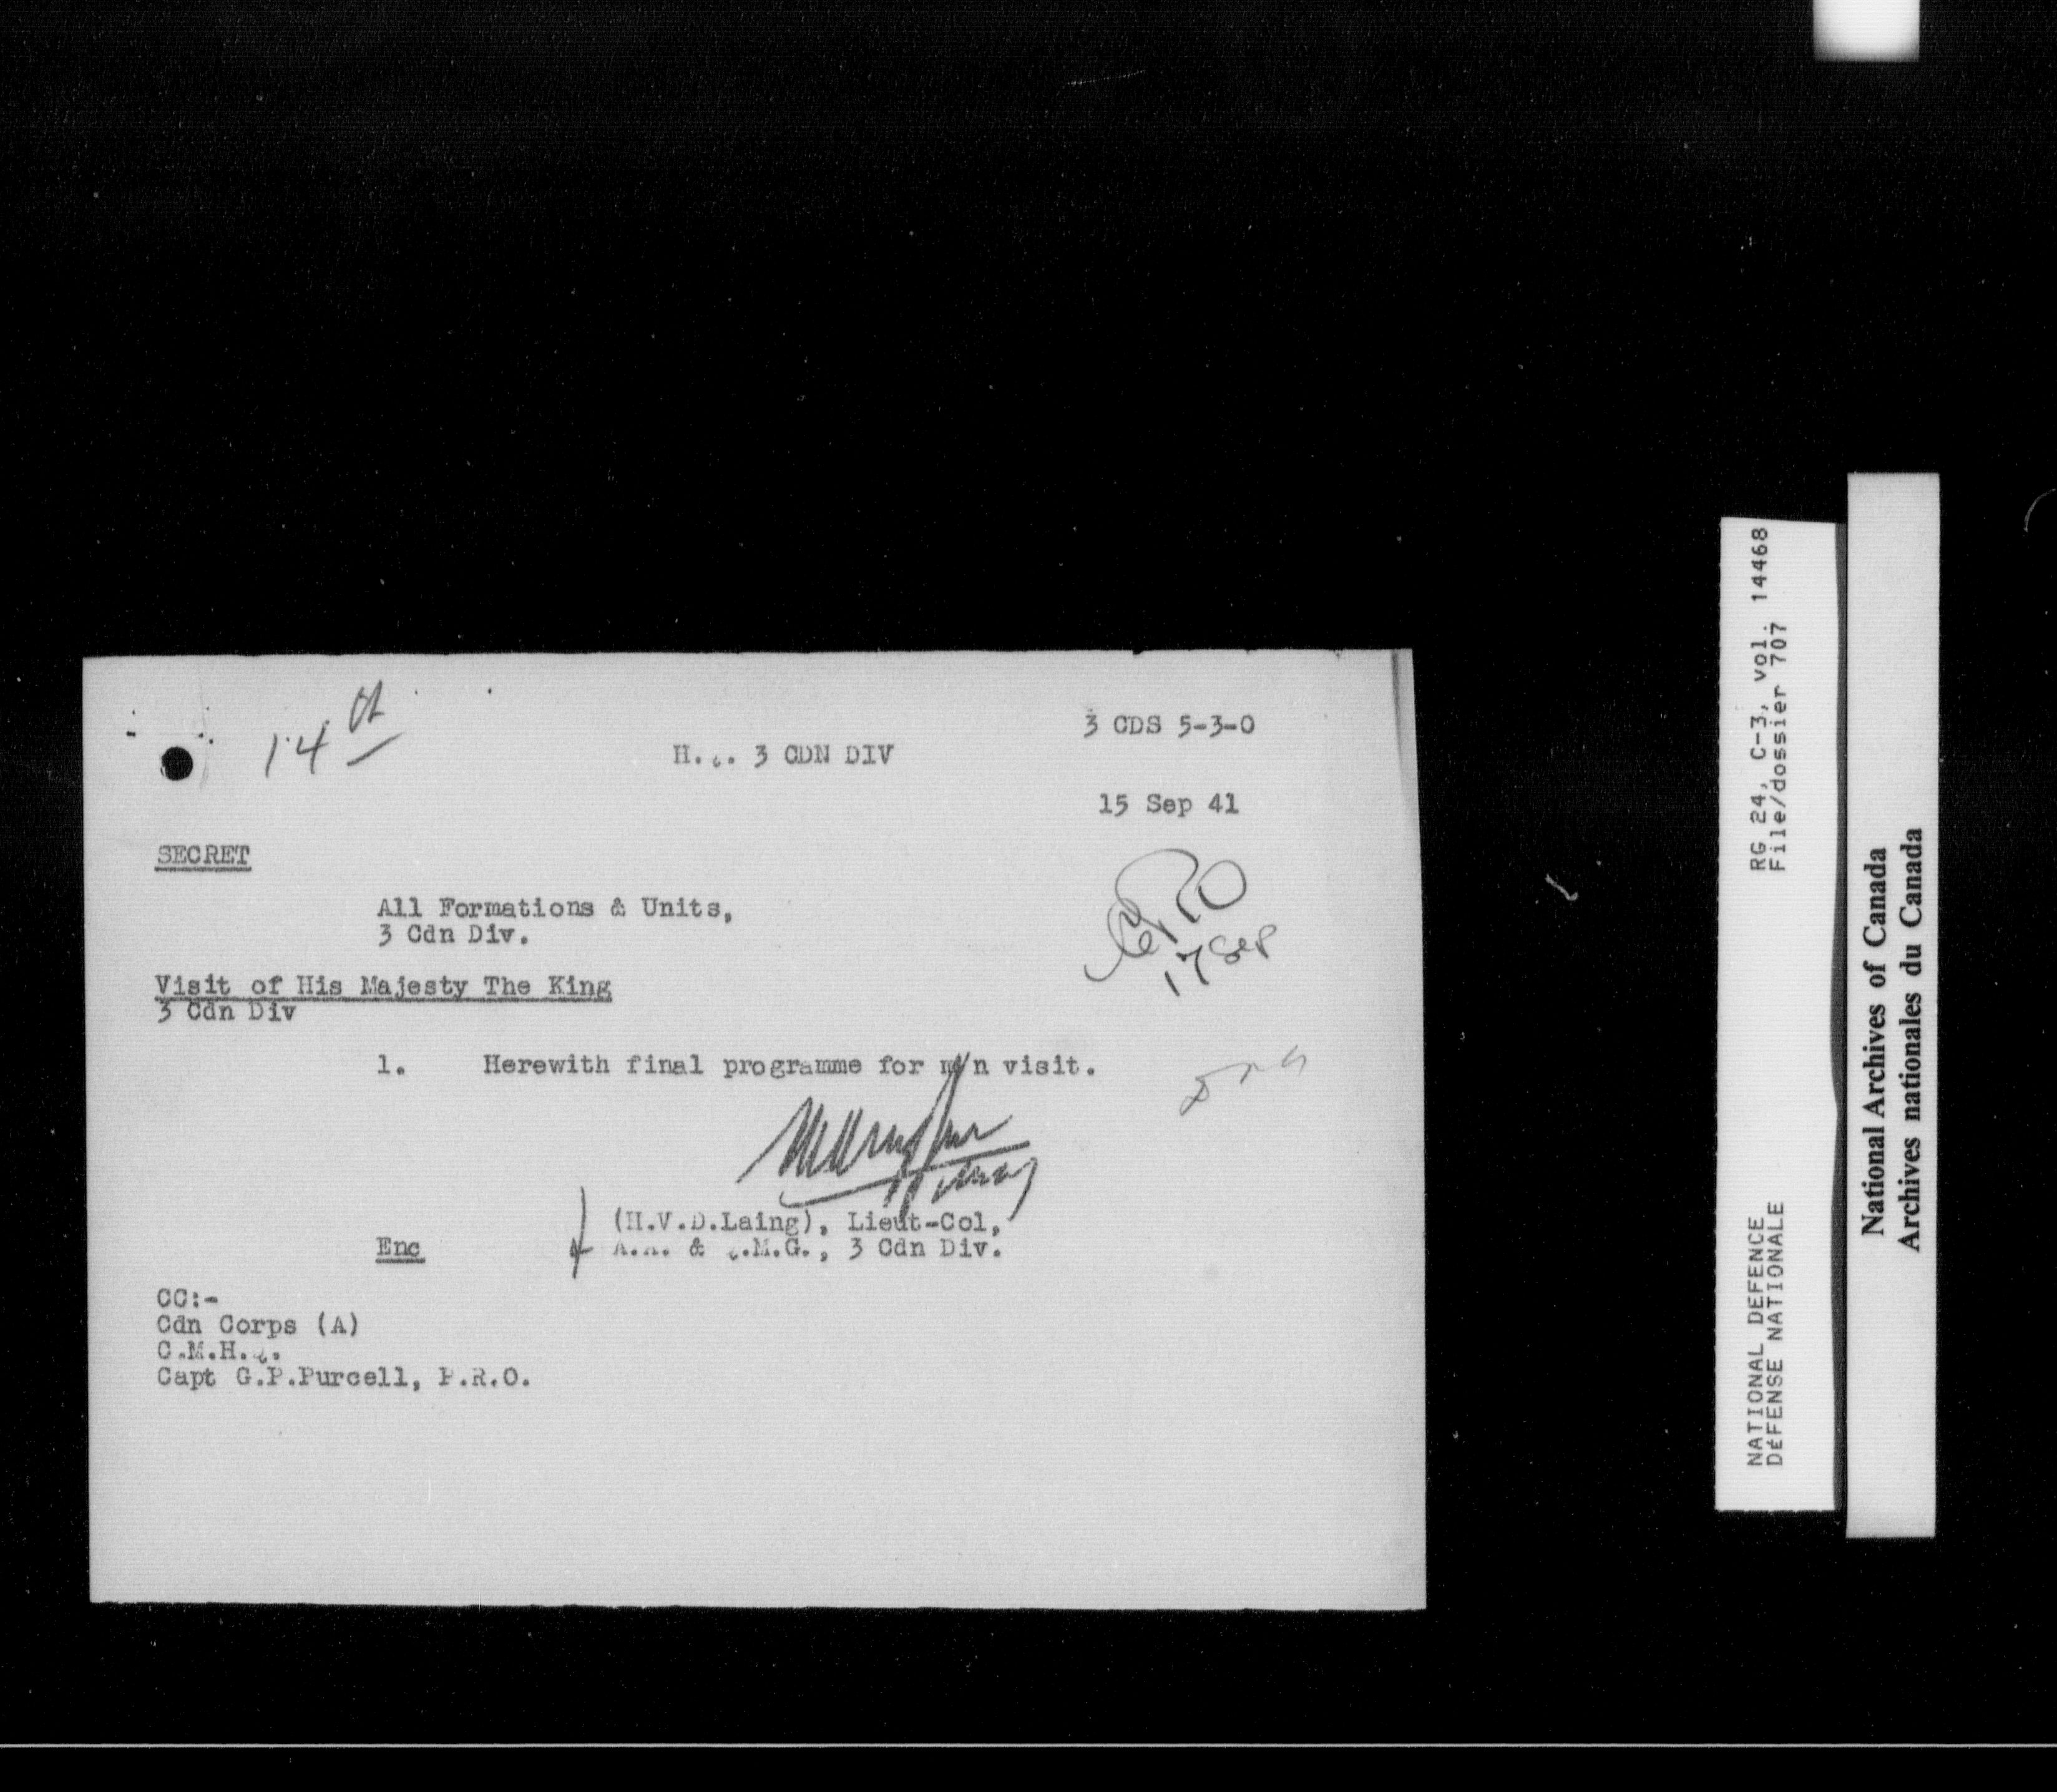 14
3 CDS 5-3-0
H.Q. 3 CDN DIV
15 Sep 41
SECRET
All Formations & Units,
3 Cdn Div.
17 Sep
Visit of His Majesty The King
3 Cdn Div
1. Herewith final programme for m/n visit.
(H.V.D.Laing), Lieut-Col,
A.A. & Q.M.G., 3 Cdn Div.
Enc
CC:-
Cdn Corps (A)
C.M.H.Q.
Capt G.P.Purcell, P.R.O.
RG 24, C-3, vol. 14468
File/dossier 707
NATIONAL DEFENCE
DÉFENSE NATIONALE
National Archives of Canada
Archives nationales du Canada